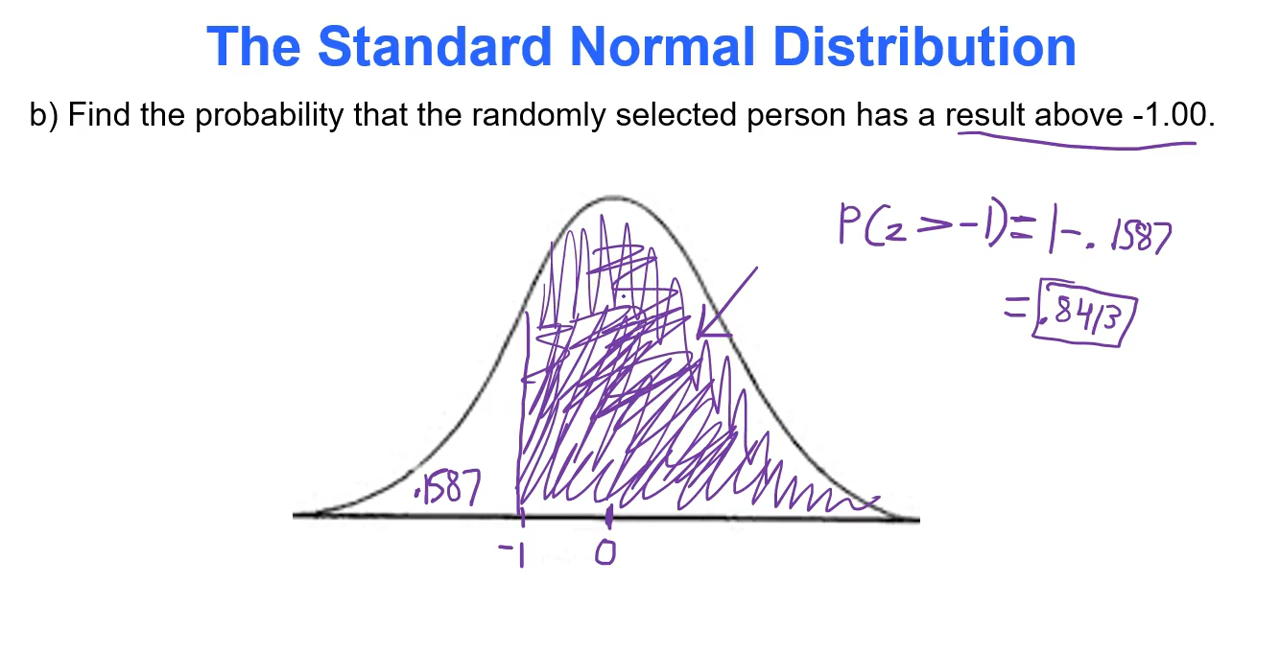 The Standard Normal Distribution
b) Find the probability that the randomly selected person has a result above -1.00.
P(z > -1) = 1 - .1587
= .8413
.1587
-1 0